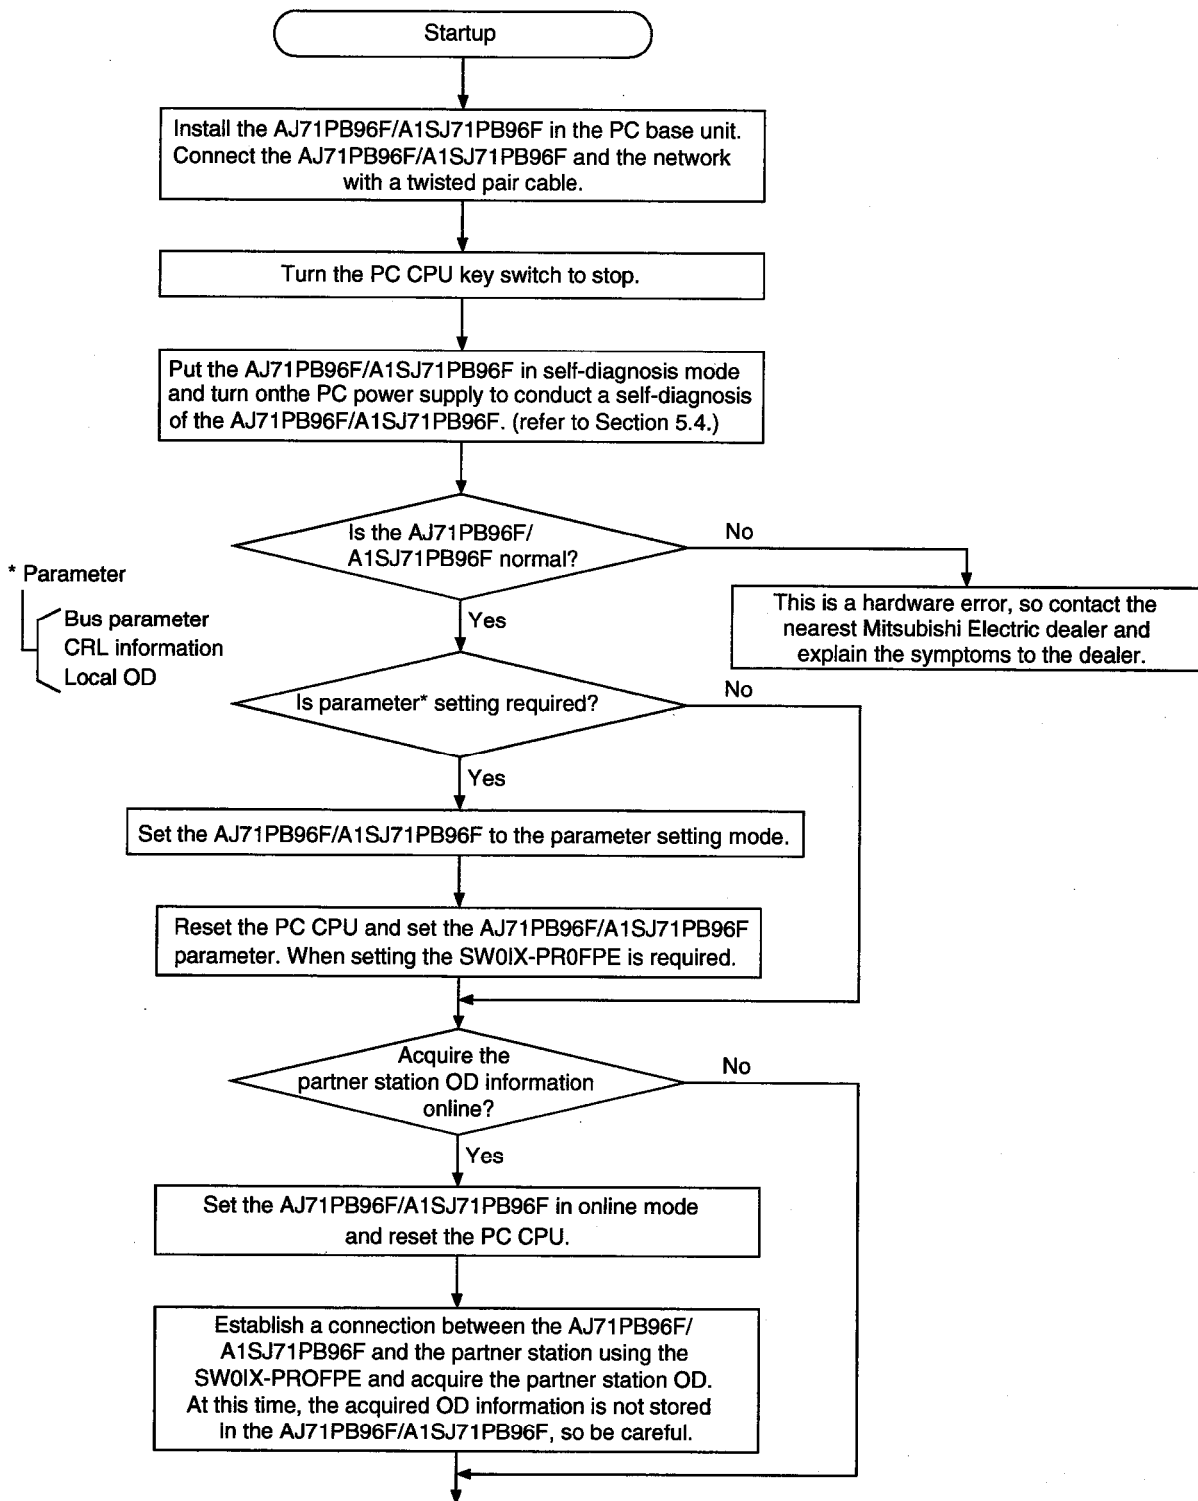 Startup
Install the AJ71PB96F/A1SJ71PB96F in the PC base unit.
Connect the AJ71PB96F/A1SJ71PB96F and the network
with a twisted pair cable.
Turn the PC CPU key switch to stop.
Put the AJ71PB96F/A1SJ71PB96F in self-diagnosis mode
and turn onthe PC power supply to conduct a self-diagnosis
of the AJ71PB96F/A1SJ71PB96F. (refer to Section 5.4.)
Is the AJ71PB96F/
A1SJ71PB96F normal?
No
This is a hardware error, so contact the
nearest Mitsubishi Electric dealer and
explain the symptoms to the dealer.
* Parameter
Bus parameter
CRL information
Local OD
Yes
Is parameter* setting required?
No
Yes
Set the AJ71PB96F/A1SJ71PB96F to the parameter setting mode.
Reset the PC CPU and set the AJ71PB96F/A1SJ71PB96F
parameter. When setting the SW0IX-PROFPE is required.
Acquire the
partner station OD information
online?
No
Yes
Set the AJ71PB96F/A1SJ71PB96F in online mode
and reset the PC CPU.
Establish a connection between the AJ71PB96F/
A1SJ71PB96F and the partner station using the
SW0IX-PROFPE and acquire the partner station OD.
At this time, the acquired OD information is not stored
in the AJ71PB96F/A1SJ71PB96F, so be careful.